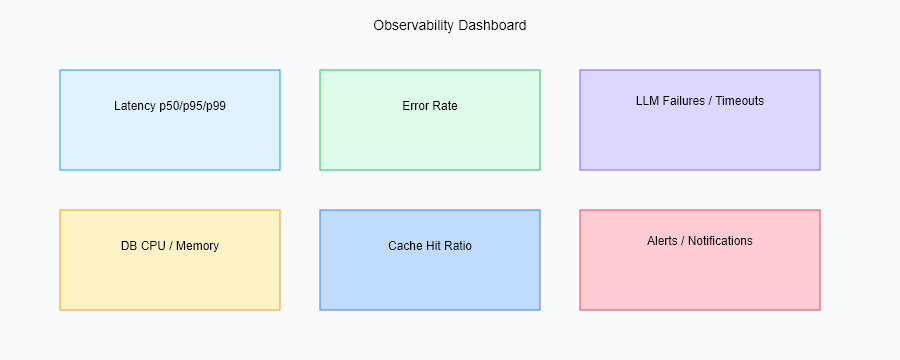 Observability Dashboard
Latency p50/p95/p99
Error Rate
LLM Failures / Timeouts
DB CPU / Memory
Cache Hit Ratio
Alerts / Notifications